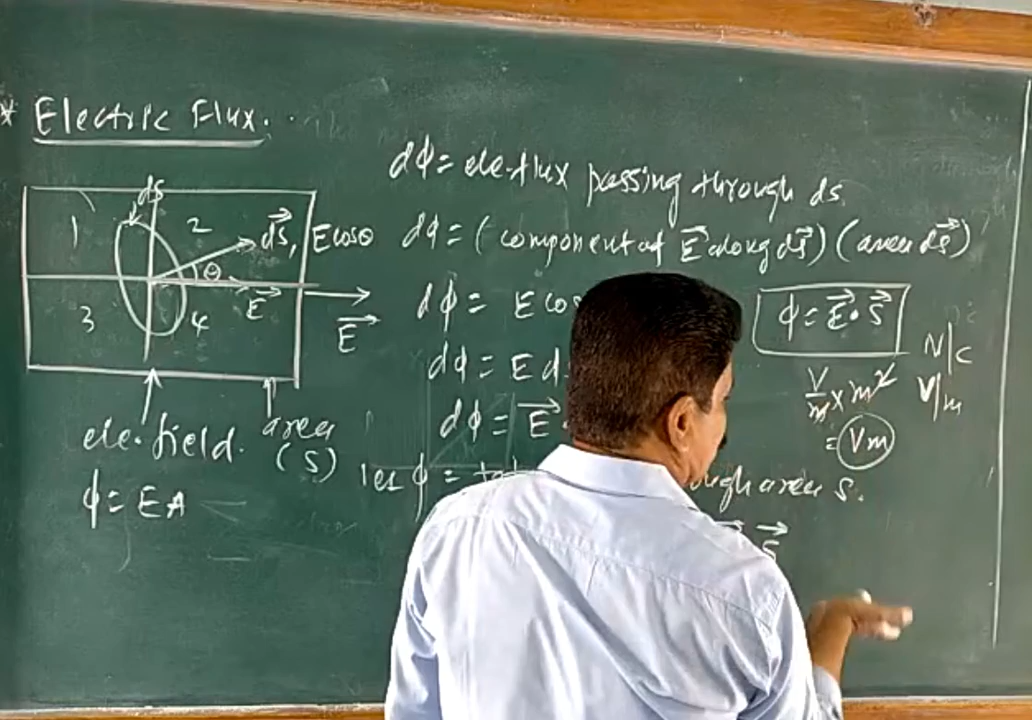 * Electric Flux.
ds
1
2
3
4
ds→, E cosθ
θ
E→
E→
ele. field.
area
(S)
ϕ = EA
dϕ = ele. flux passing through ds.
dϕ = (component of E→ along ds→) (area ds→)
dϕ = E cos
dϕ = E d
dϕ = E→
let ϕ =
area S.
ϕ = E→ · S→
N/C
V/m
V/m × m²
= Vm